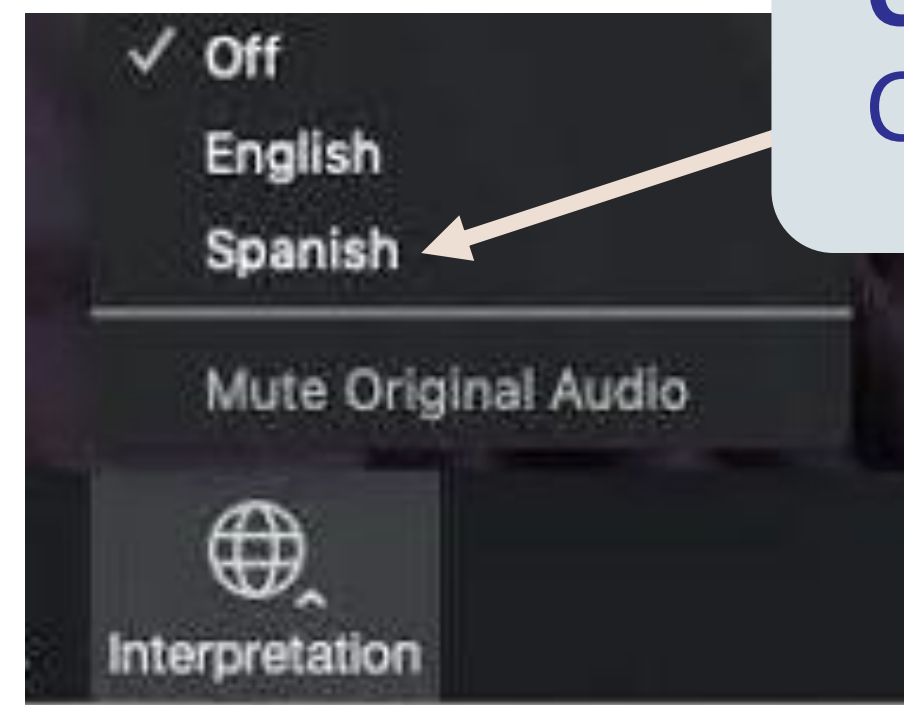 Off
English
Spanish
Mute Original Audio
Interpretation